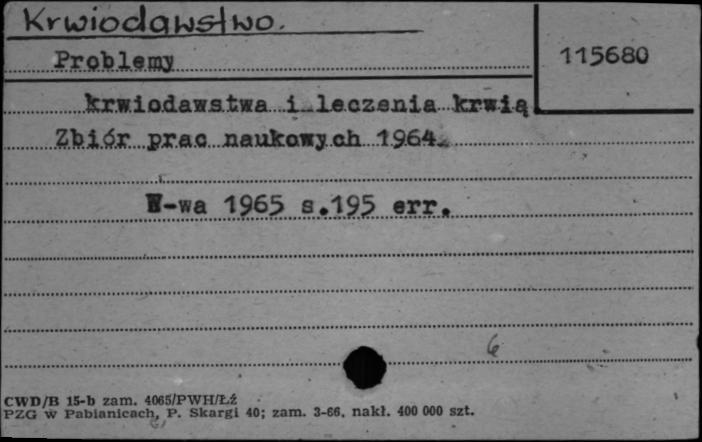 Krwiodawstwo.
Problemy
115680
krwiodawstwa i leczenia krwią
Zbiór prac naukowych 1964.
W-wa 1965 s.195 err.
6
CWD/B 15-b zam. 4065/PWH/Łź
PZG w Pabianicach, P. Skargi 40; zam. 3-66, nakł. 400 000 szt.